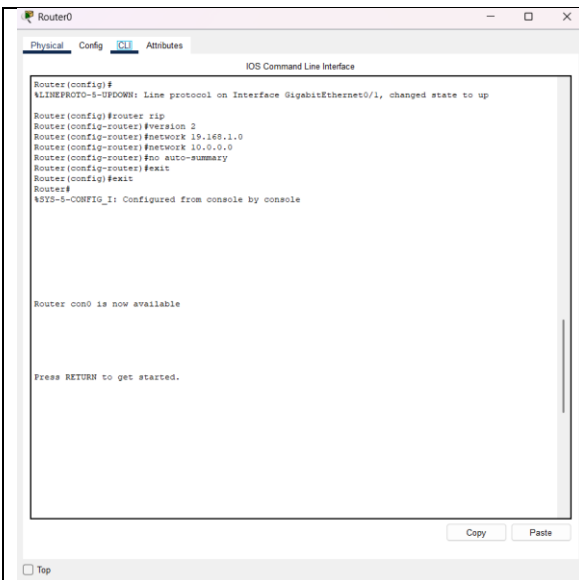 Router0
Physical Config CLI Attributes
IOS Command Line Interface
Router(config)#
%LINEPROTO-5-UPDOWN: Line protocol on Interface GigabitEthernet0/1, changed state to up
Router(config)#router rip
Router(config-router)#version 2
Router(config-router)#network 19.168.1.0
Router(config-router)#network 10.0.0.0
Router(config-router)#no auto-summary
Router(config-router)#exit
Router(config)#exit
Router#
%SYS-5-CONFIG_I: Configured from console by console
Router con0 is now available
Press RETURN to get started.
Copy Paste
Top